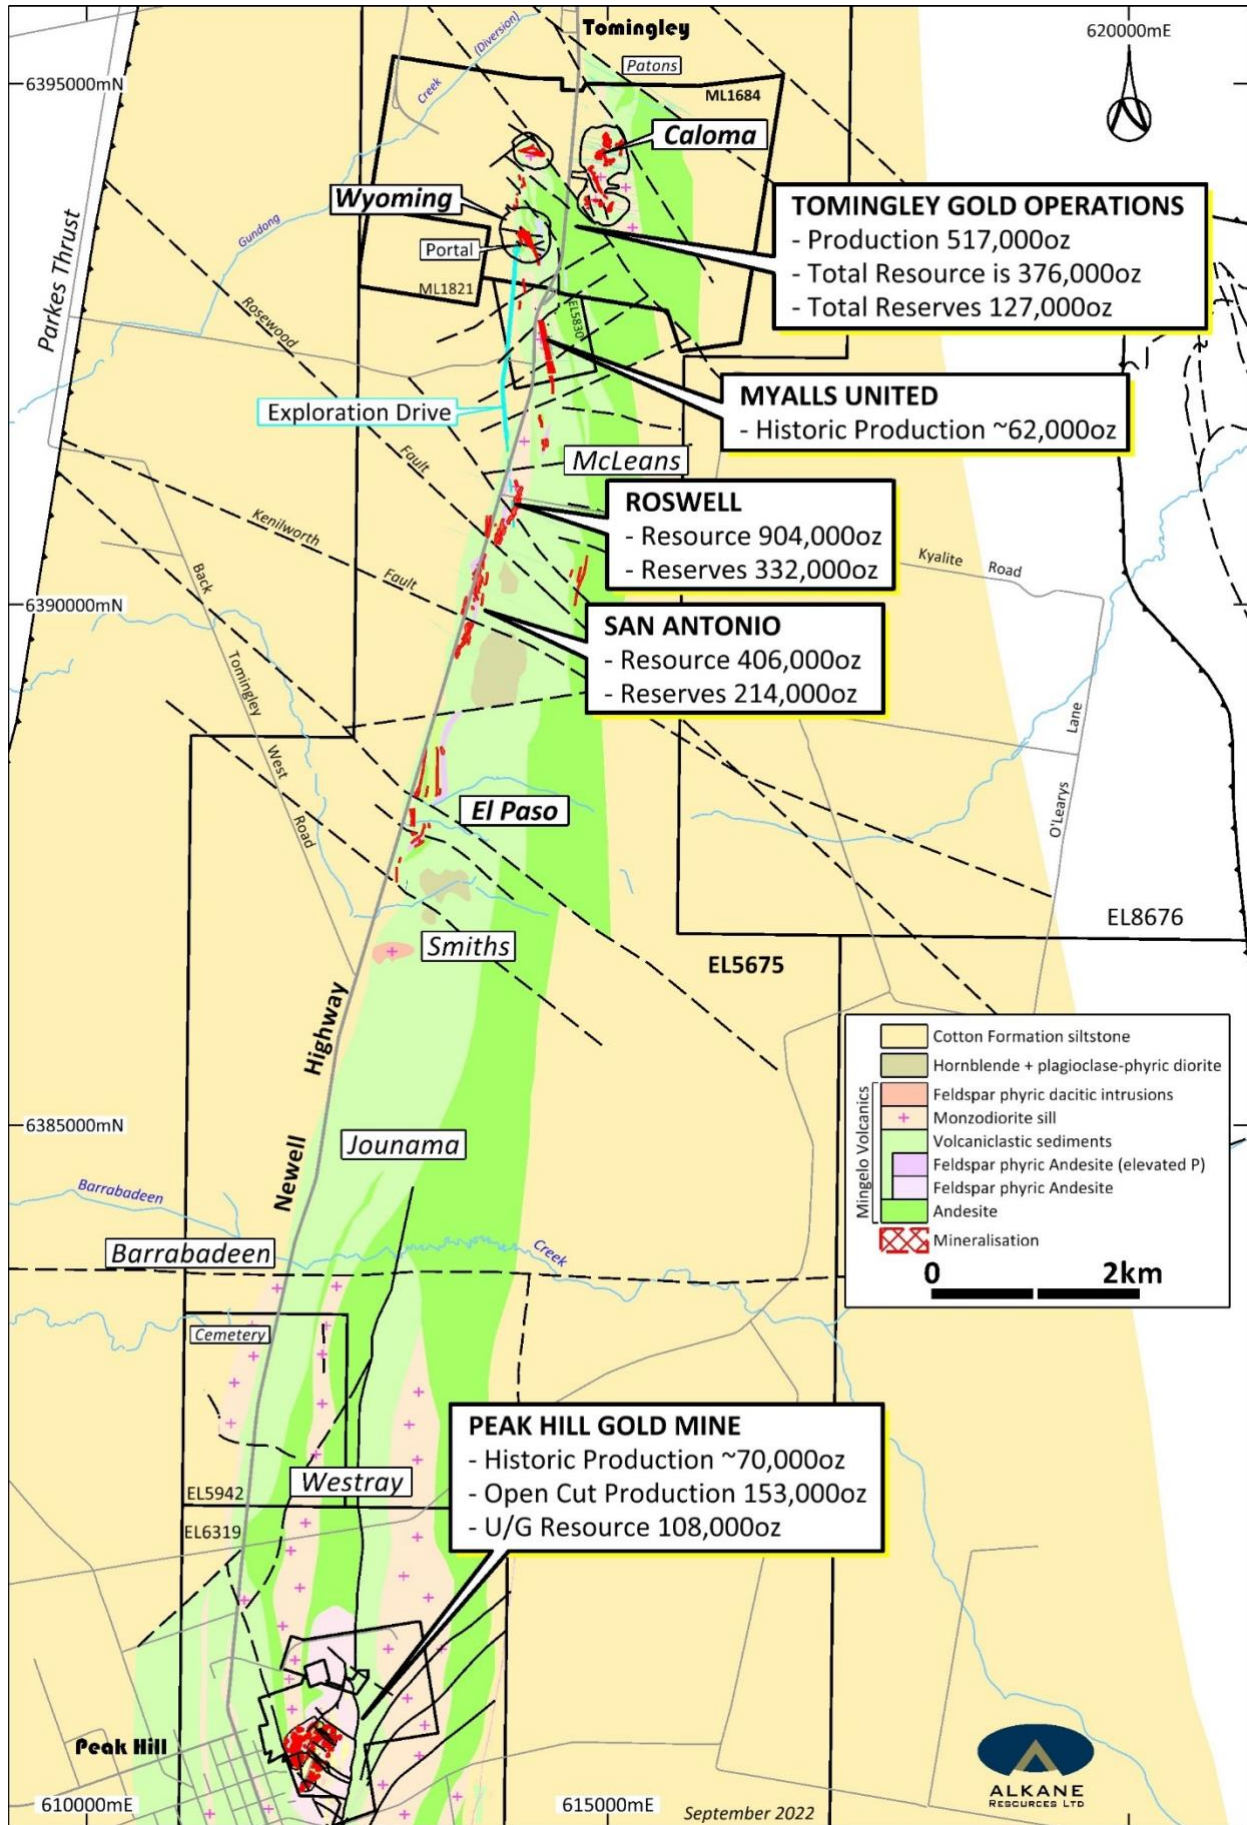 Tomingley
620000mE
Patons
6395000mN
ML1684
Creek
(Diversion)
Caloma
Wyoming
Portal
ML1821
Gundong
Parkes Thrust
Rosewood
Fault
EL5830
TOMINGLEY GOLD OPERATIONS
- Production 517,000oz
- Total Resource is 376,000oz
- Total Reserves 127,000oz
MYALLS UNITED
- Historic Production ~62,000oz
Exploration Drive
McLeans
ROSWELL
- Resource 904,000oz
- Reserves 332,000oz
Kenilworth
Fault
Kyalite Road
6390000mN
SAN ANTONIO
- Resource 406,000oz
- Reserves 214,000oz
Back
Tomingley
West
Road
O'Learys
Lane
El Paso
EL8676
Smiths
EL5675
Newell
Highway
Cotton Formation siltstone
Hornblende + plagioclase-phyric diorite
Mingelo Volcanics
Feldspar phyric dacitic intrusions
Monzodiorite sill
Volcaniclastic sediments
Feldspar phyric Andesite (elevated P)
Feldspar phyric Andesite
Andesite
Mineralisation
0 2km
6385000mN
Jounama
Barrabadeen
Creek
Barrabadeen
Cemetery
Westray
EL5942
EL6319
PEAK HILL GOLD MINE
- Historic Production ~70,000oz
- Open Cut Production 153,000oz
- U/G Resource 108,000oz
Peak Hill
610000mE
615000mE
September 2022
ALKANE
RESOURCES LTD